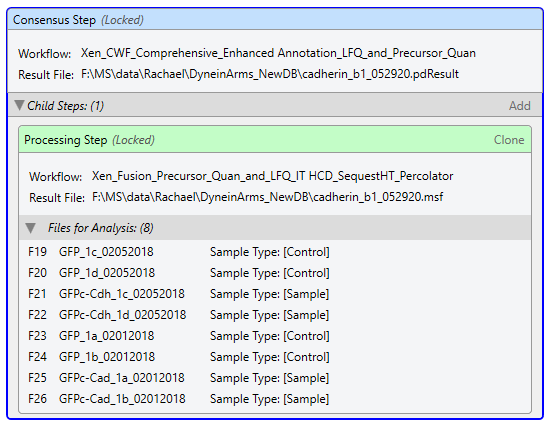 Consensus Step (Locked)
Workflow: Xen_CWF_Comprehensive_Enhanced Annotation_LFQ_and_Precursor_Quan
Result File: F:\MS\data\Rachael\DyneinArms_NewDB\cadherin_b1_052920.pdResult
Child Steps: (1) Add
Processing Step (Locked) Clone
Workflow: Xen_Fusion_Precursor_Quan_and_LFQ_IT HCD_SequestHT_Percolator
Result File: F:\MS\data\Rachael\DyneinArms_NewDB\cadherin_b1_052920.msf
Files for Analysis: (8)
F19 GFP_1c_02052018 Sample Type: [Control]
F20 GFP_1d_02052018 Sample Type: [Control]
F21 GFPc-Cdh_1c_02052018 Sample Type: [Sample]
F22 GFPc-Cdh_1d_02052018 Sample Type: [Sample]
F23 GFP_1a_02012018 Sample Type: [Control]
F24 GFP_1b_02012018 Sample Type: [Control]
F25 GFPc-Cad_1a_02012018 Sample Type: [Sample]
F26 GFPc-Cad_1b_02012018 Sample Type: [Sample]